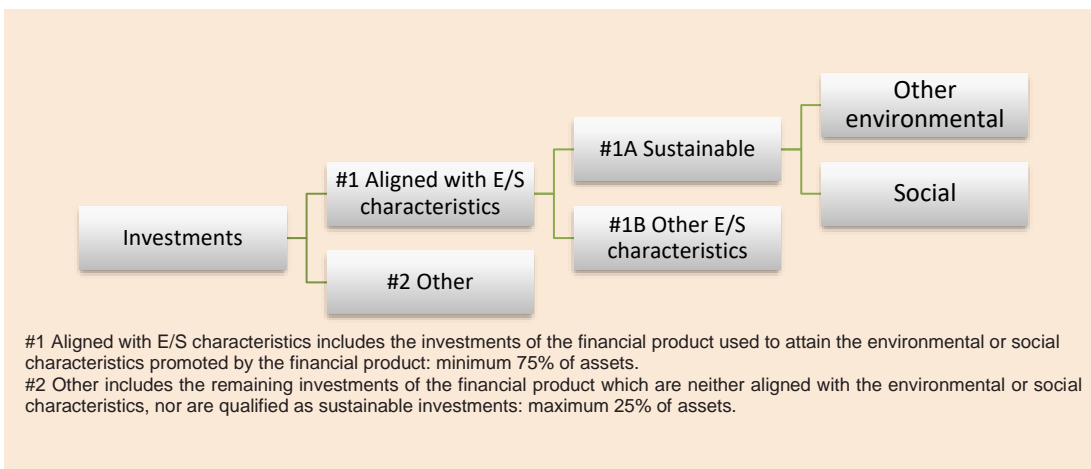 Other
environmental
#1A Sustainable
#1 Aligned with E/S
characteristics
Social
Investments
#1B Other E/S
characteristics
#2 Other
#1 Aligned with E/S characteristics includes the investments of the financial product used to attain the environmental or social
characteristics promoted by the financial product: minimum 75% of assets.
#2 Other includes the remaining investments of the financial product which are neither aligned with the environmental or social
characteristics, nor are qualified as sustainable investments: maximum 25% of assets.